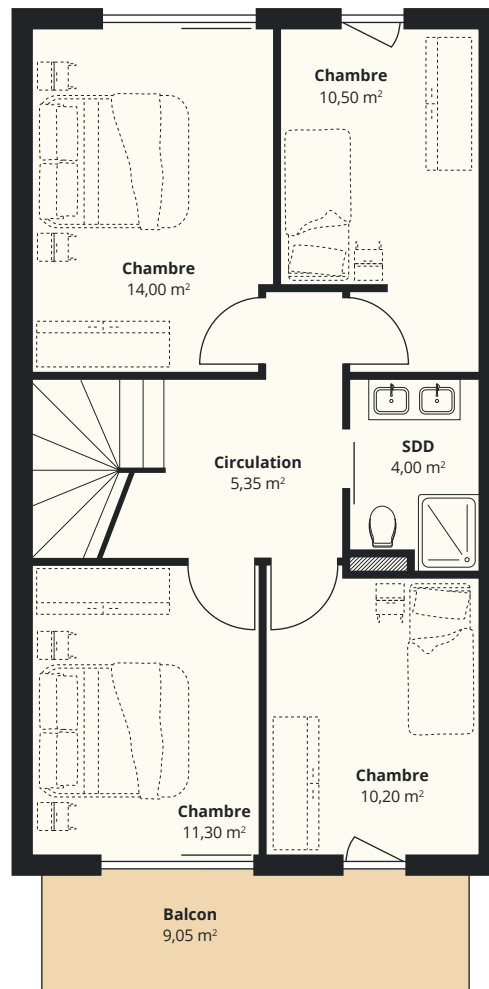 Chambre
10,50 m²
Chambre
14,00 m²
SDD
4,00 m²
Circulation
5,35 m²
Chambre
10,20 m²
Chambre
11,30 m²
Balcon
9,05 m²